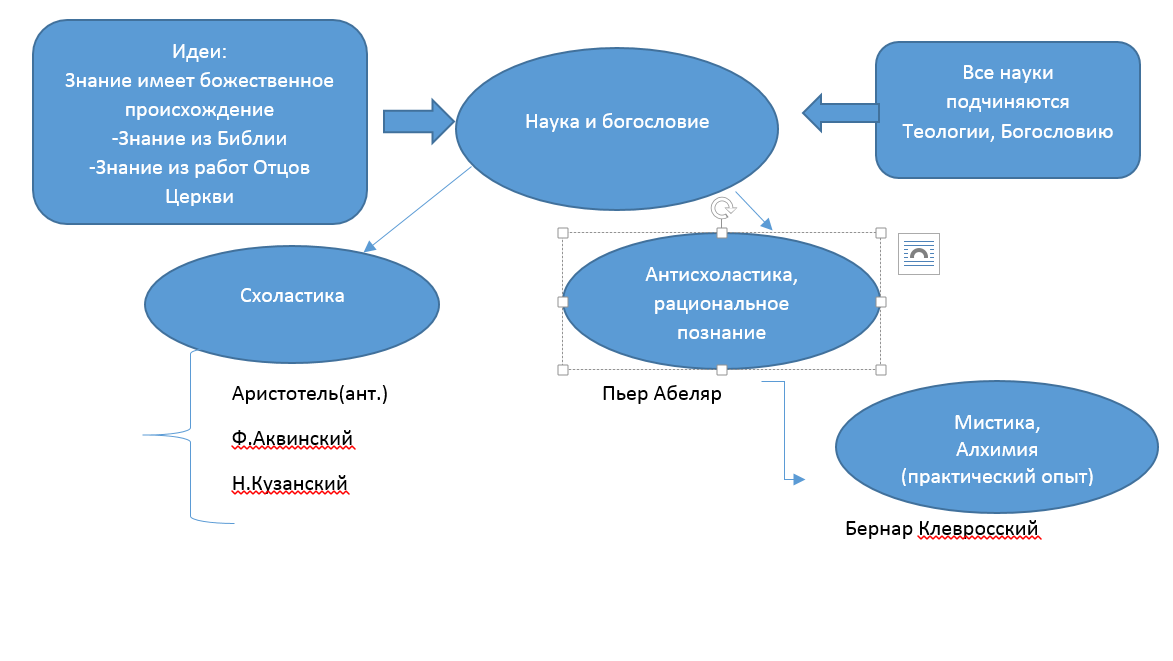 Идеи:
Знание имеет божественное
происхождение
-Знание из Библии
-Знание из работ Отцов
Церкви
Наука и богословие
Все науки
подчиняются
Теологии, Богословию
Схоластика
Антисхоластика,
рациональное
познание
Аристотель(ант.)
Ф.Аквинский
Н.Кузанский
Пьер Абеляр
Мистика,
Алхимия
(практический опыт)
Бернар Клевросский